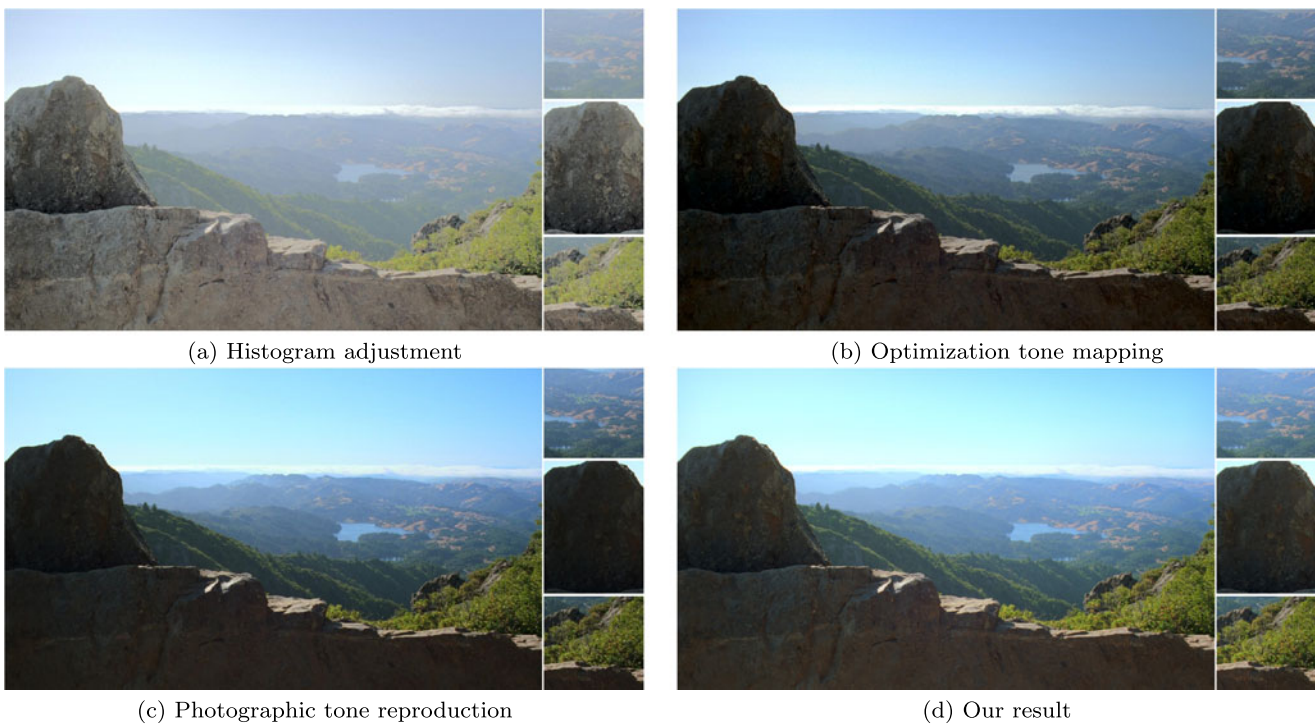 (a) Histogram adjustment
(b) Optimization tone mapping
(c) Photographic tone reproduction
(d) Our result